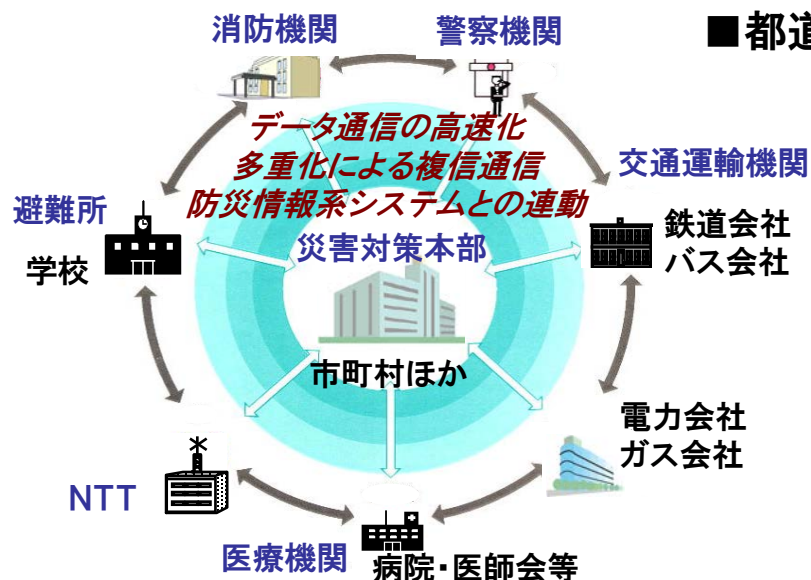 消防機関
警察機関
■都道
データ通信の高速化
多重化による複信通信
防災情報系システムとの連動
交通運輸機関
避難所
鉄道会社
バス会社
学校
災害対策本部
市町村ほか
電力会社
ガス会社
NTT
医療機関
病院・医師会等